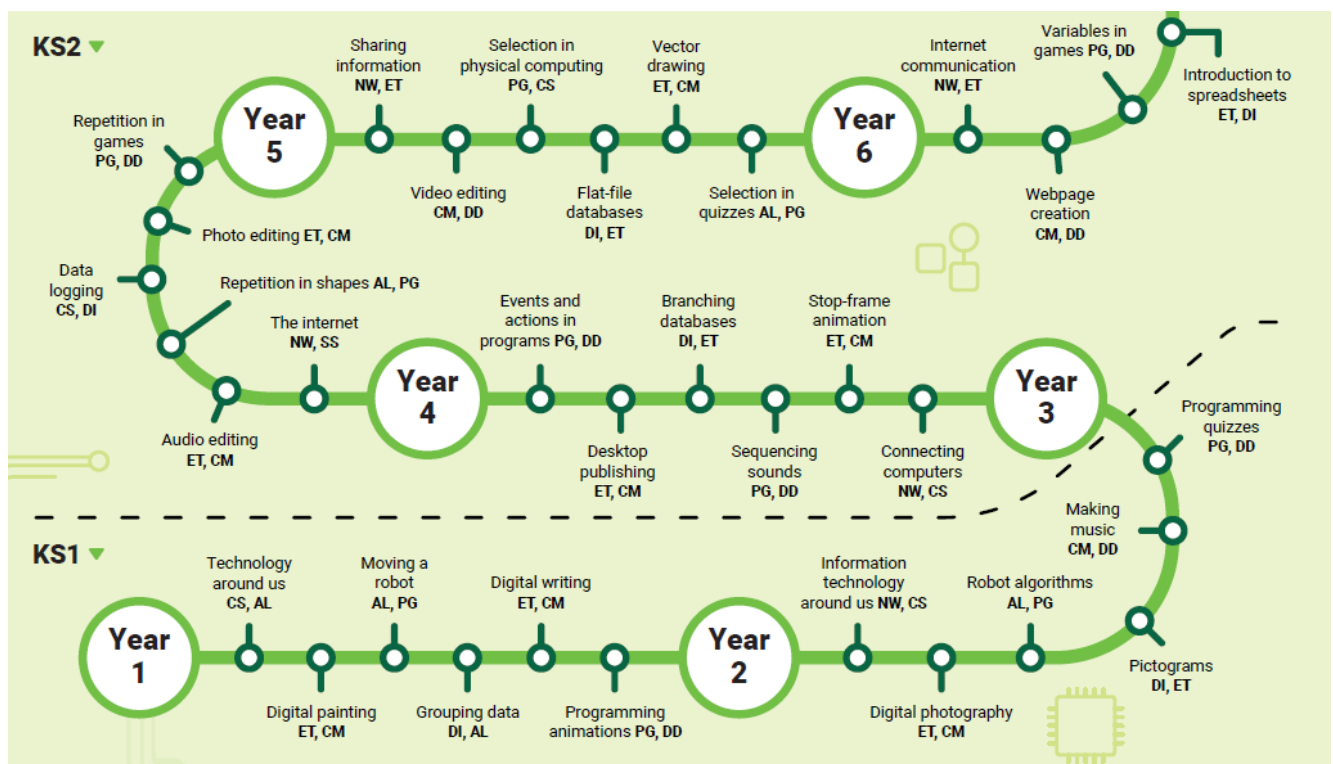 KS2
Sharing
information
NW, ET
Selection in
physical computing
PG, CS
Vector
drawing
ET, CM
Internet
communication
NW, ET
Variables in
games PG, DD
Introduction to
spreadsheets
ET, DI
Repetition in
games
PG, DD
Year
5
Year
6
Video editing
CM, DD
Flat-file
databases
DI, ET
Selection in
quizzes AL, PG
Webpage
creation
CM, DD
Photo editing ET, CM
Data
logging
CS, DI
Repetition in shapes AL, PG
The internet
NW, SS
Events and
actions in
programs PG, DD
Branching
databases
DI, ET
Stop-frame
animation
ET, CM
Year
4
Year
3
Audio editing
ET, CM
Desktop
publishing
ET, CM
Sequencing
sounds
PG, DD
Connecting
computers
NW, CS
Programming
quizzes
PG, DD
Making
music
CM, DD
KS1
Technology
around us
CS, AL
Moving a
robot
AL, PG
Digital writing
ET, CM
Information
technology
around us NW, CS
Robot algorithms
AL, PG
Year
1
Year
2
Pictograms
DI, ET
Digital painting
ET, CM
Grouping data
DI, AL
Programming
animations PG, DD
Digital photography
ET, CM